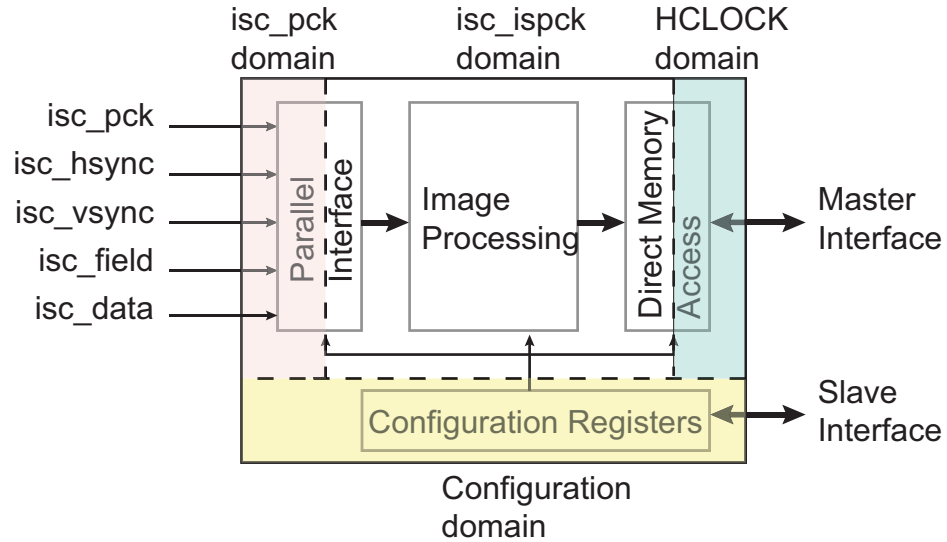 isc_pck
domain
isc_ispck
domain
HCLOCK
domain
isc_pck
isc_hsync
isc_vsync
isc_field
isc_data
Parallel
Interface
Image
Processing
Direct Memory
Access
Master
Interface
Configuration Registers
Slave
Interface
Configuration
domain